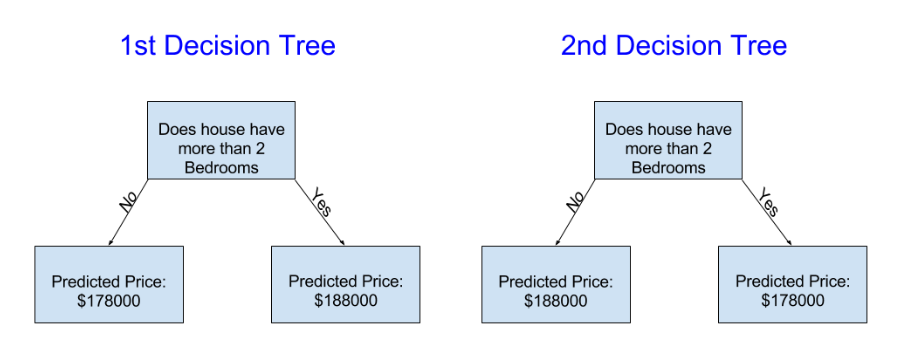 1st Decision Tree
Does house have
more than 2
Bedrooms
No
Yes
Predicted Price:
$178000
Predicted Price:
$188000
2nd Decision Tree
Does house have
more than 2
Bedrooms
No
Yes
Predicted Price:
$188000
Predicted Price:
$178000